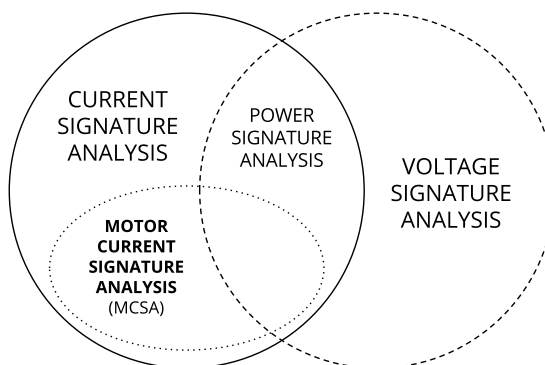 CURRENT
SIGNATURE
ANALYSIS
POWER
SIGNATURE
ANALYSIS
VOLTAGE
SIGNATURE
ANALYSIS
MOTOR
CURRENT
SIGNATURE
ANALYSIS
(MCSA)